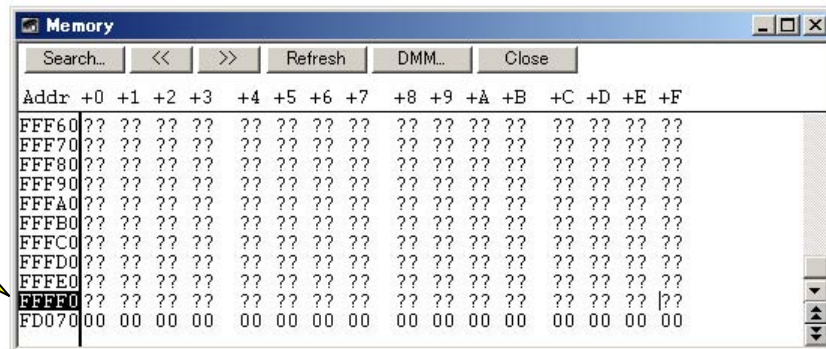 Memory
Search... << >> Refresh DMM... Close
Addr +0 +1 +2 +3 +4 +5 +6 +7 +8 +9 +A +B +C +D +E +F
FFF60 ?? ?? ?? ?? ?? ?? ?? ?? ?? ?? ?? ?? ?? ?? ?? ??
FFF70 ?? ?? ?? ?? ?? ?? ?? ?? ?? ?? ?? ?? ?? ?? ?? ??
FFF80 ?? ?? ?? ?? ?? ?? ?? ?? ?? ?? ?? ?? ?? ?? ?? ??
FFF90 ?? ?? ?? ?? ?? ?? ?? ?? ?? ?? ?? ?? ?? ?? ?? ??
FFFA0 ?? ?? ?? ?? ?? ?? ?? ?? ?? ?? ?? ?? ?? ?? ?? ??
FFFB0 ?? ?? ?? ?? ?? ?? ?? ?? ?? ?? ?? ?? ?? ?? ?? ??
FFFC0 ?? ?? ?? ?? ?? ?? ?? ?? ?? ?? ?? ?? ?? ?? ?? ??
FFFD0 ?? ?? ?? ?? ?? ?? ?? ?? ?? ?? ?? ?? ?? ?? ?? ??
FFFE0 ?? ?? ?? ?? ?? ?? ?? ?? ?? ?? ?? ?? ?? ?? ?? ??
FFFF0 ?? ?? ?? ?? ?? ?? ?? ?? ?? ?? ?? ?? ?? ?? ?? ??
FD070 00 00 00 00 00 00 00 00 00 00 00 00 00 00 00 00